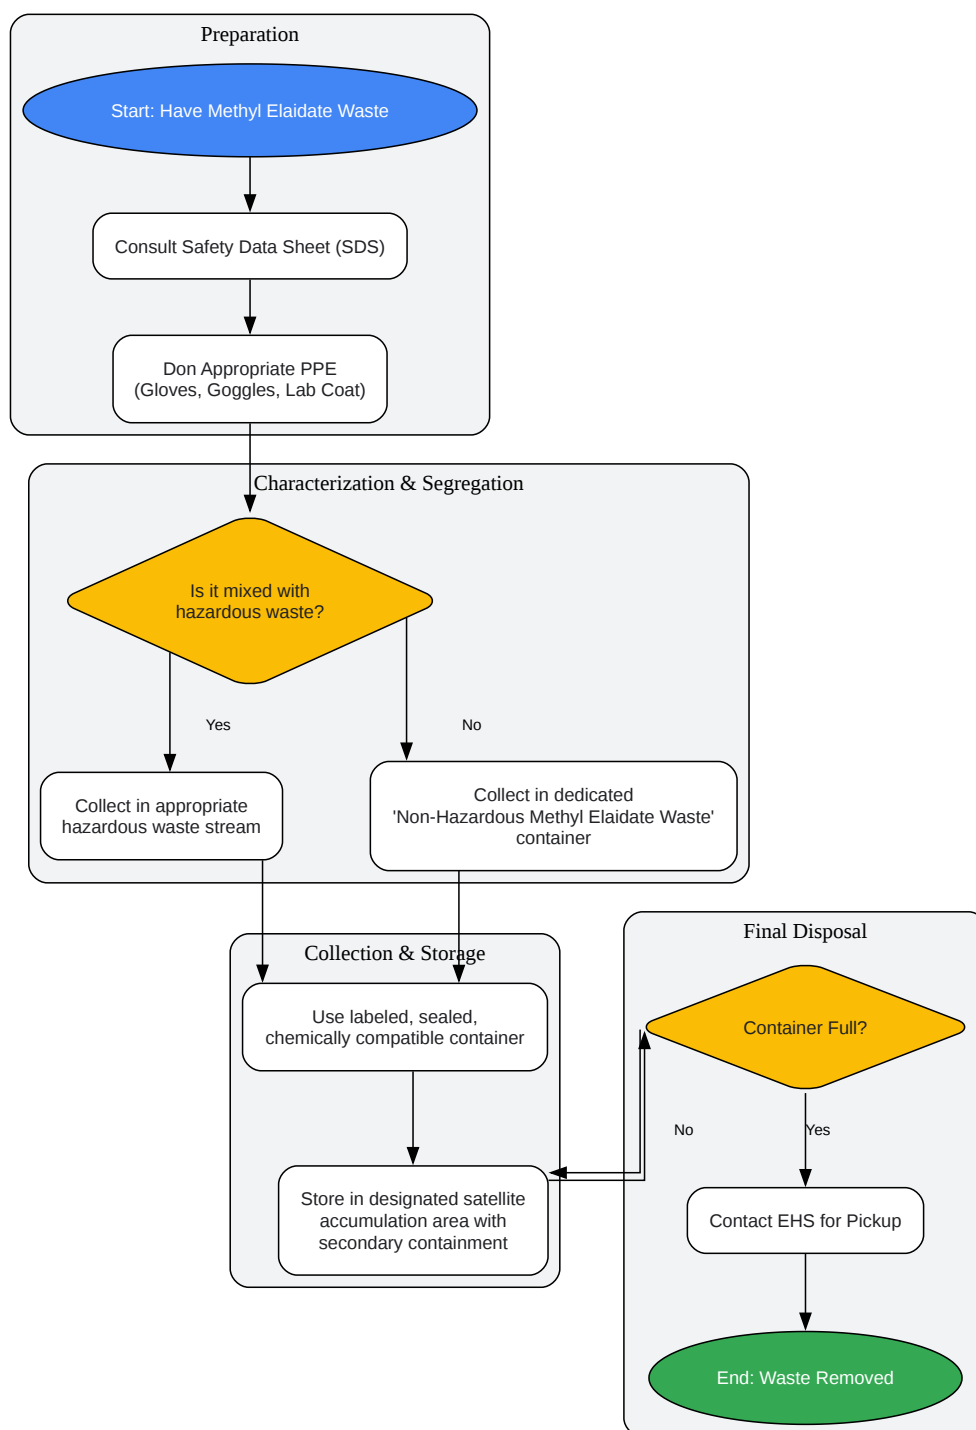 Preparation
Start: Have Methyl Elaidate Waste
Consult Safety Data Sheet (SDS)
Don Appropriate PPE
(Gloves, Goggles, Lab Coat)
Characterization & Segregation
Is it mixed with
hazardous waste?
Yes
No
Collect in appropriate
hazardous waste stream
Collect in dedicated
'Non-Hazardous Methyl Elaidate Waste'
container
Collection & Storage
Use labeled, sealed,
chemically compatible container
Store in designated satellite
accumulation area with
secondary containment
Final Disposal
Container Full?
No
Yes
Contact EHS for Pickup
End: Waste Removed